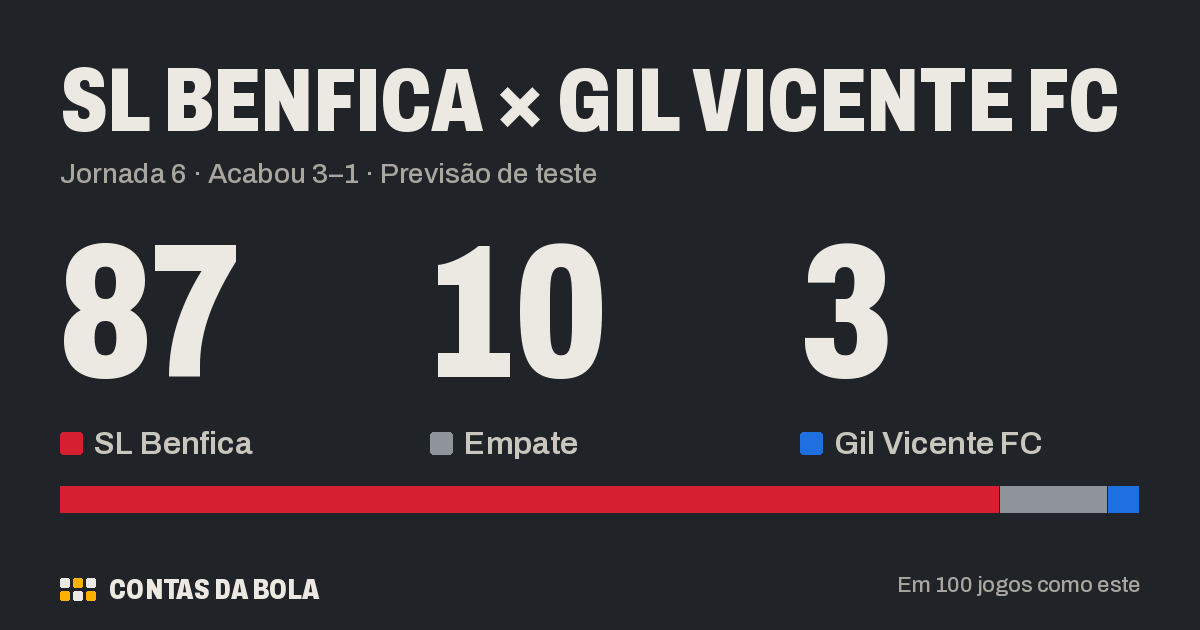 SL BENFICA × GIL VICENTE FC
Jornada 6 · Acabou 3–1 · Previsão de teste
87 10 3
SL Benfica Empate Gil Vicente FC
CONTAS DA BOLA Em 100 jogos como este